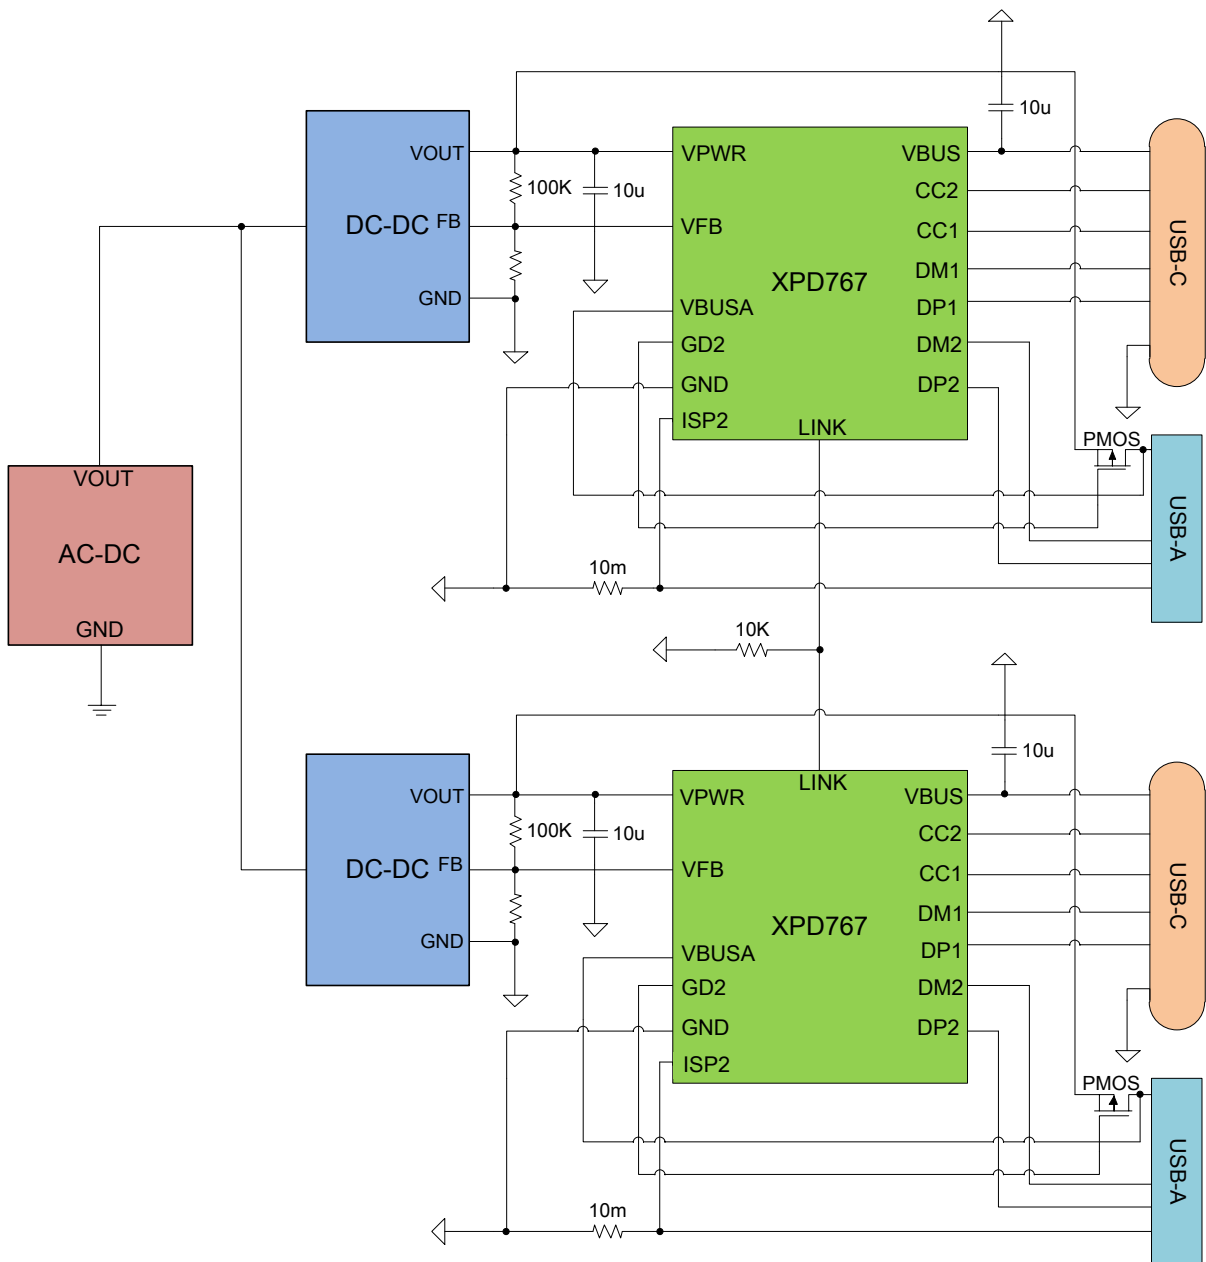 10u
VOUT
VPWR
VBUS
100K
10u
CC2
DC-DC
FB
VFB
CC1
USB-C
DM1
XPD767
GND
VBUSA
DP1
GD2
DM2
GND
DP2
ISP2
LINK
PMOS
VOUT
USB-A
AC-DC
10m
GND
10K
10u
LINK
VOUT
VPWR
VBUS
100K
10u
CC2
DC-DC
FB
VFB
CC1
USB-C
DM1
XPD767
GND
VBUSA
DP1
GD2
DM2
GND
DP2
ISP2
PMOS
USB-A
10m